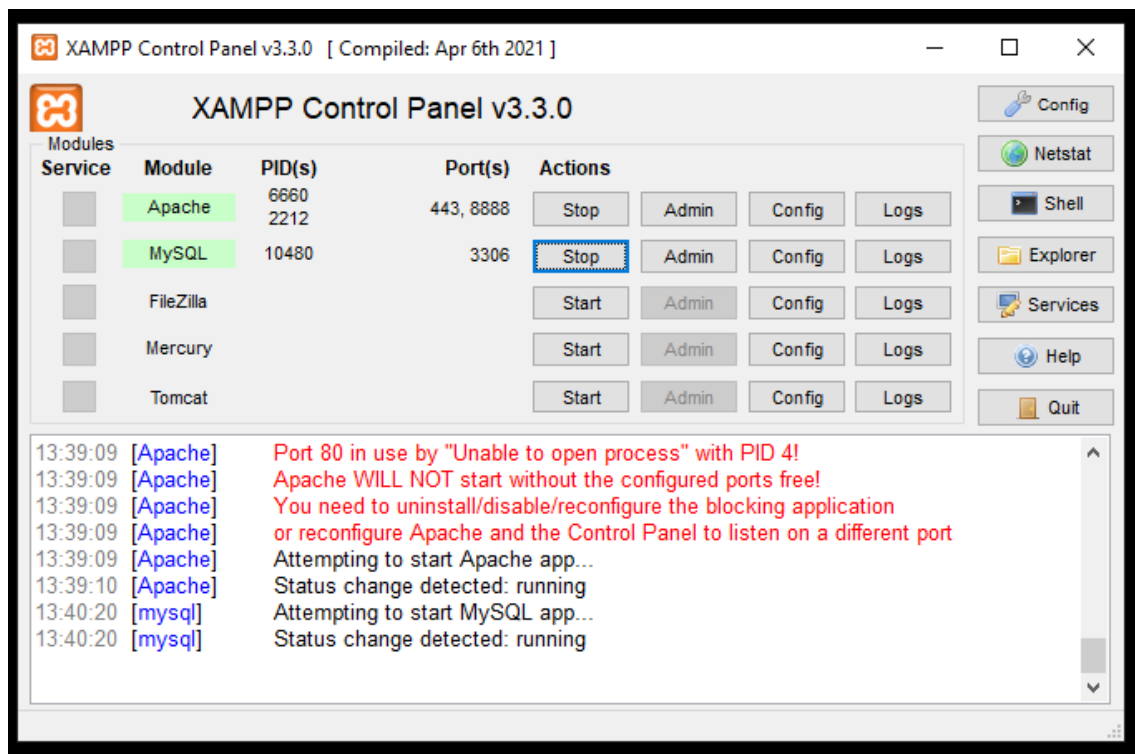 XAMPP Control Panel v3.3.0 [ Compiled: Apr 6th 2021 ]
XAMPP Control Panel v3.3.0
Config
Modules
Service Module PID(s) Port(s) Actions
Netstat
Apache 6660 2212 443, 8888 Stop Admin Config Logs
Shell
MySQL 10480 3306 Stop Admin Config Logs
Explorer
FileZilla Start Admin Config Logs
Services
Mercury Start Admin Config Logs
Help
Tomcat Start Admin Config Logs
Quit
13:39:09 [Apache] Port 80 in use by "Unable to open process" with PID 4!
13:39:09 [Apache] Apache WILL NOT start without the configured ports free!
13:39:09 [Apache] You need to uninstall/disable/reconfigure the blocking application
13:39:09 [Apache] or reconfigure Apache and the Control Panel to listen on a different port
13:39:09 [Apache] Attempting to start Apache app...
13:39:10 [Apache] Status change detected: running
13:40:20 [mysql] Attempting to start MySQL app...
13:40:20 [mysql] Status change detected: running